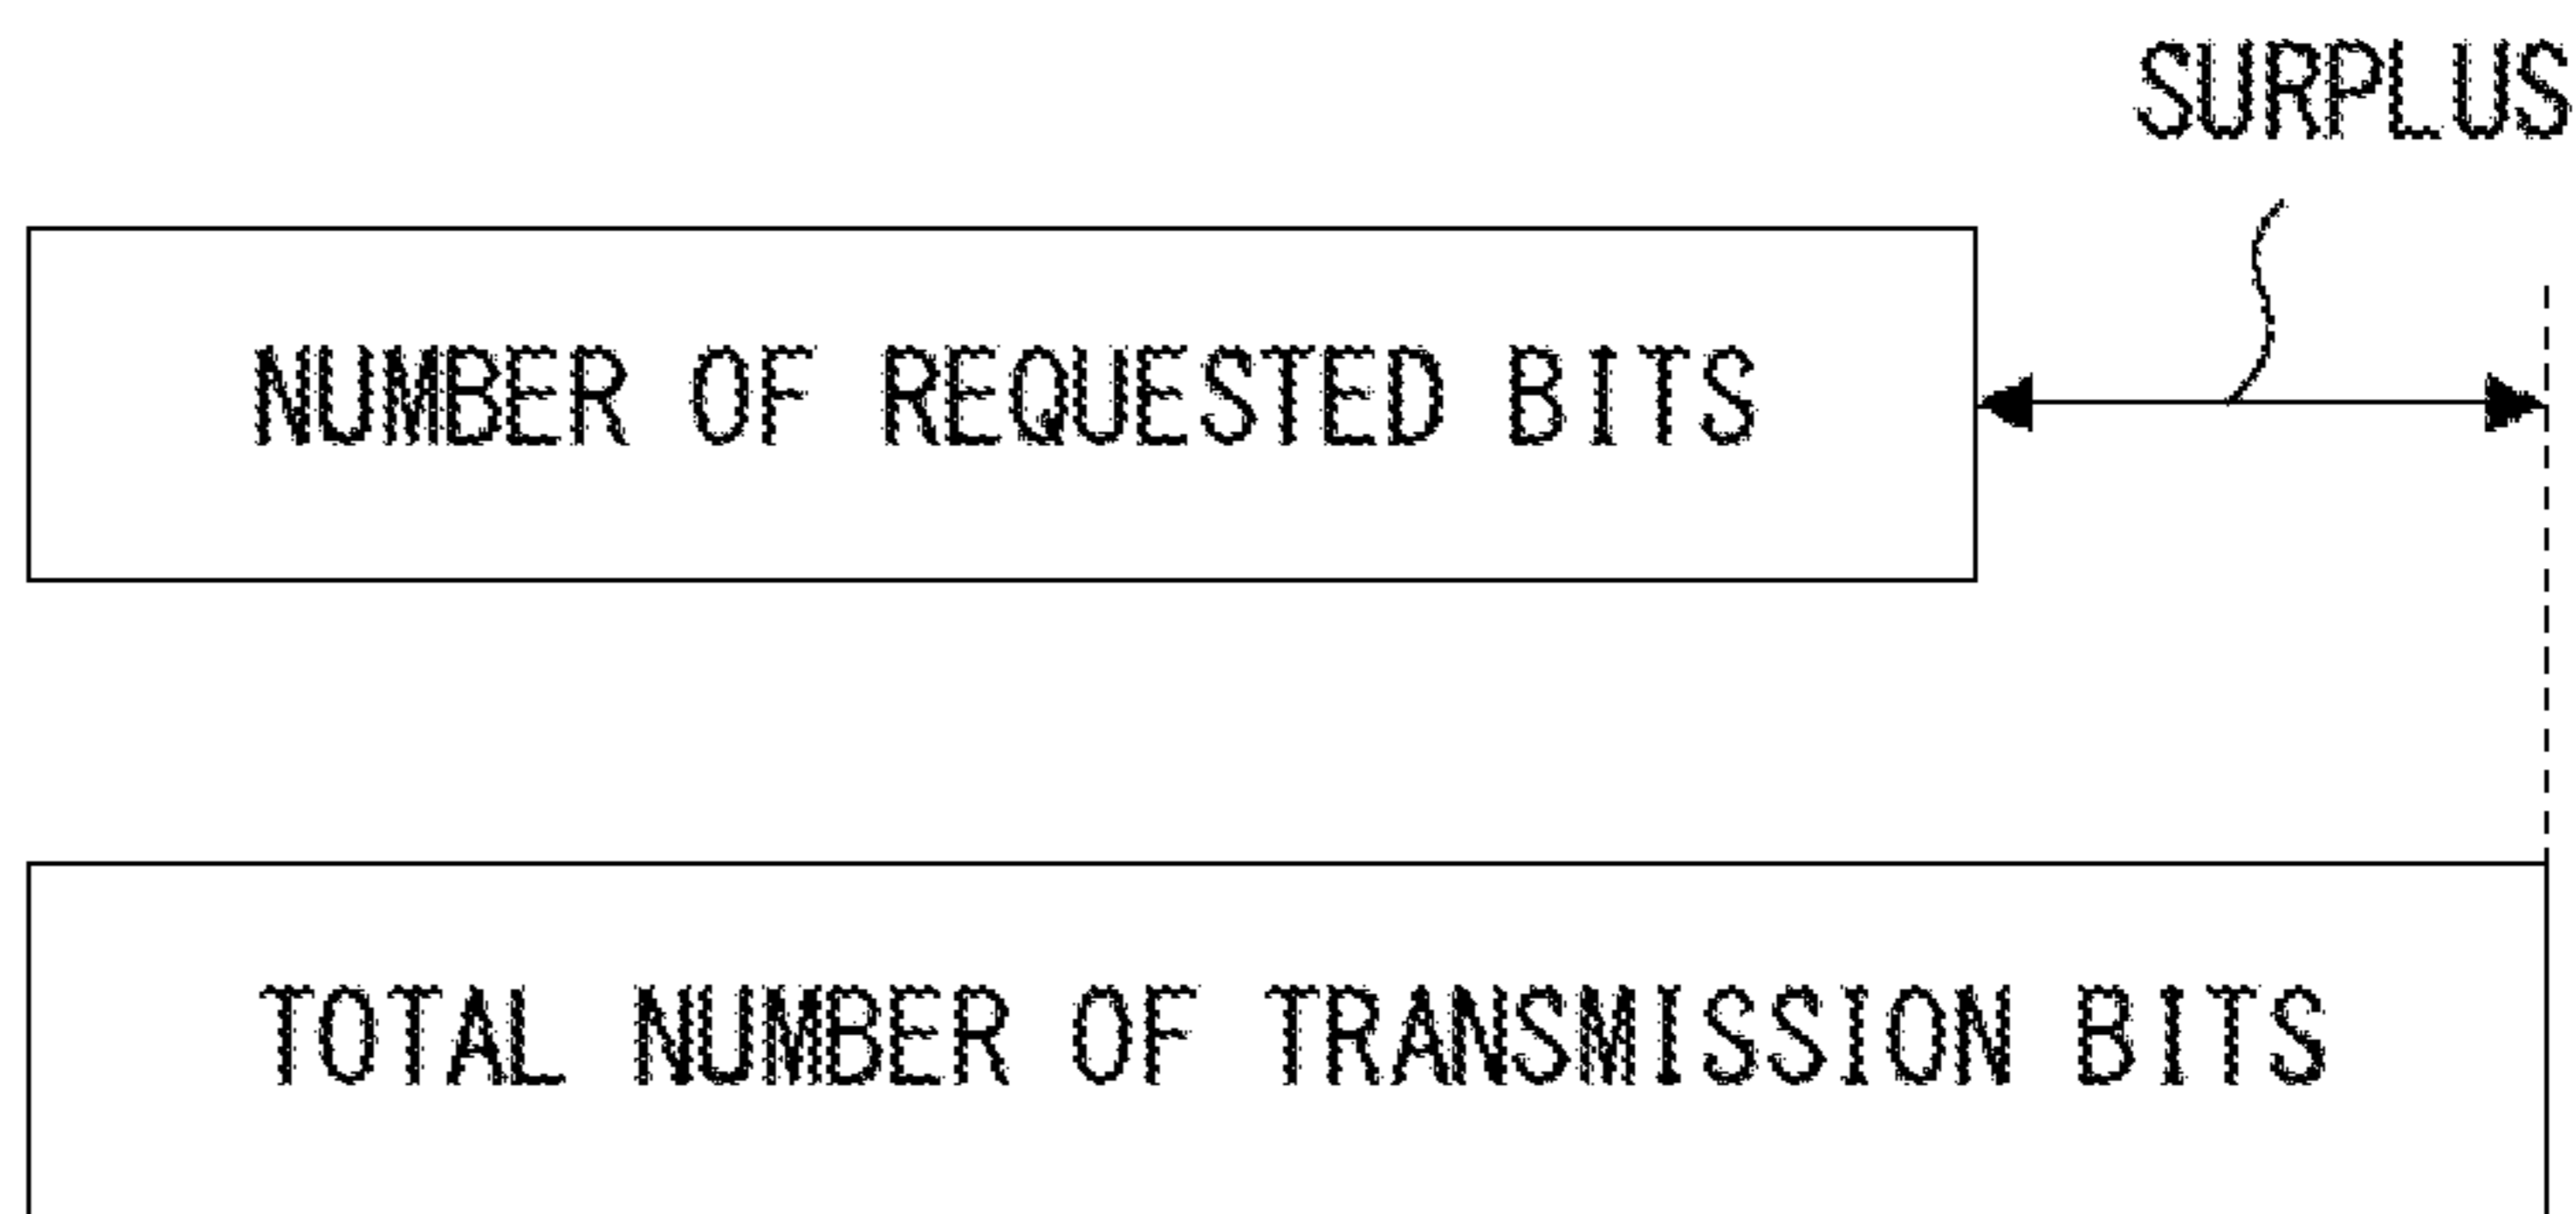 SURPLUS
NUMBER OF REQUESTED BITS
TOTAL NUMBER OF TRANSMISSION BITS